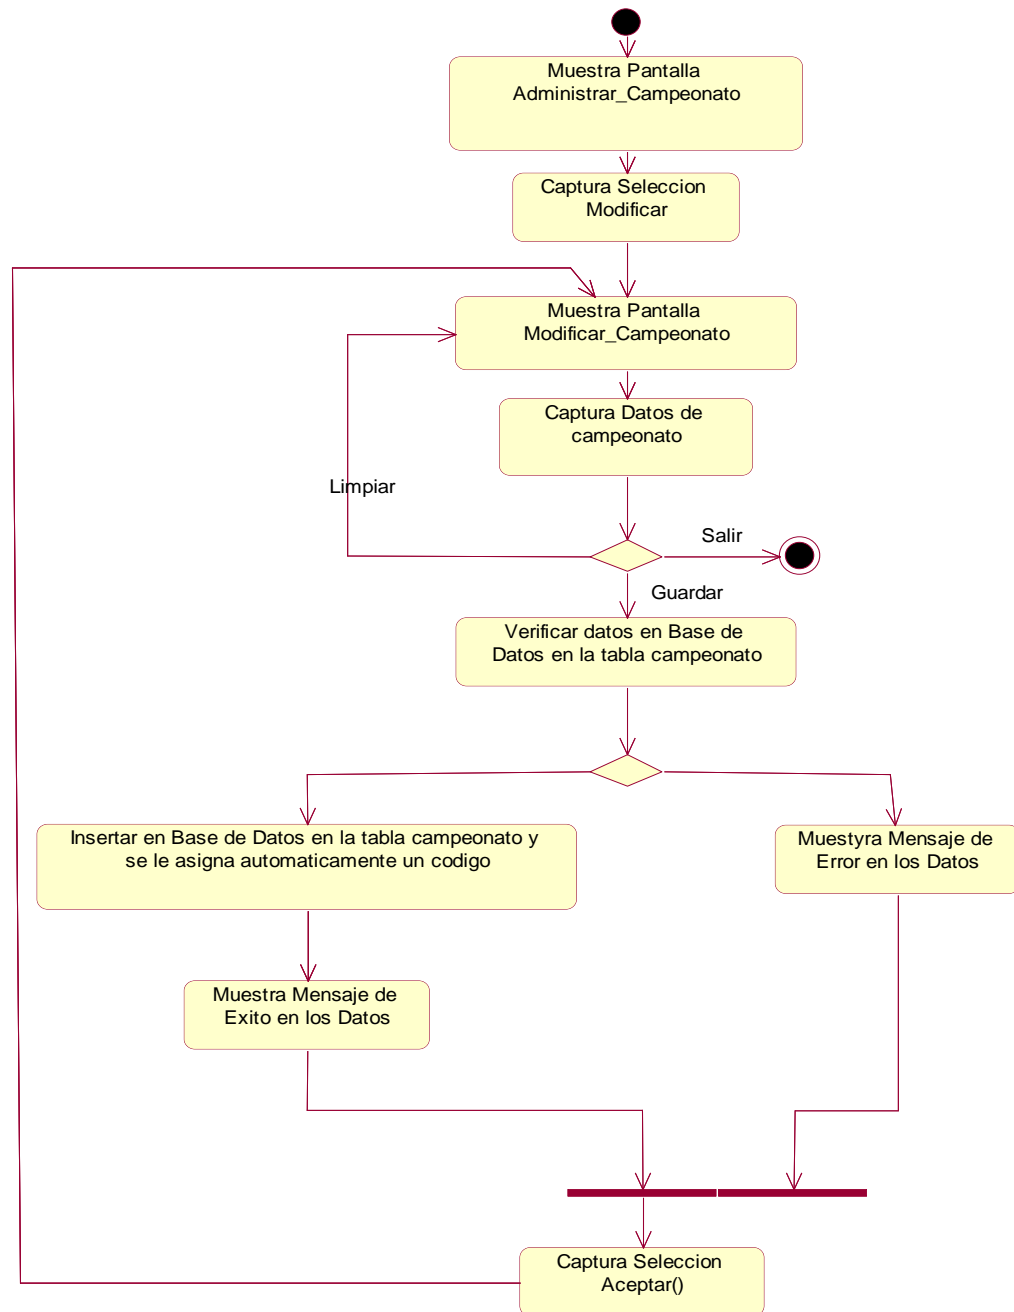 Muestra Pantalla
Administrar_Campeonato
Captura Seleccion
Modificar
Muestra Pantalla
Modificar_Campeonato
Captura Datos de
campeonato
Limpiar
Salir
Guardar
Verificar datos en Base de
Datos en la tabla campeonato
Insertar en Base de Datos en la tabla campeonato y
se le asigna automaticamente un codigo
Muestyra Mensaje de
Error en los Datos
Muestra Mensaje de
Exito en los Datos
Captura Seleccion
Aceptar()